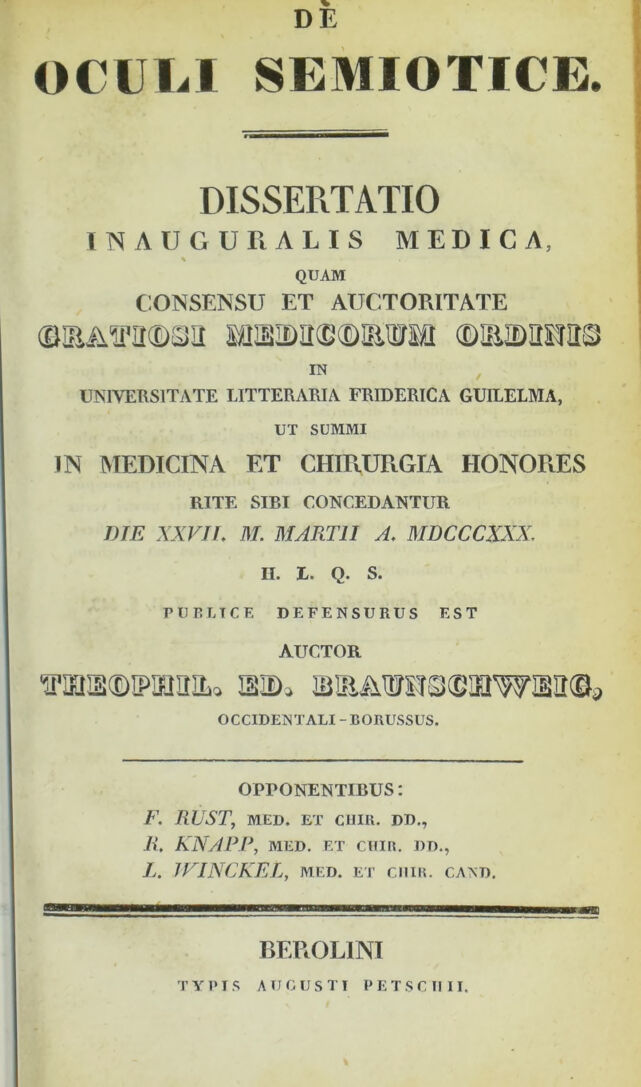 DE
OCULI SEMIOTICE.
DISSERTATIO
INAUGURALIS MEDICA,
QUAM
CONSENSU ET AUCTORITATE
GRATIOSI MEDICORUM ORDINIS
IN
UNIVERSITATE LITTERARIA FRIDERICA GUILELMA,
UT SUMMI
IN MEDICINA ET CHIRURGIA HONORES
RITE SIBI CONCEDANTUR
DIE XXVII. M. MARTII A. MDCCCXXX.
H. L. Q. S.
PUBLICE DEFENSURUS EST
AUCTOR
THEOPHIL. ED. BRAUNSCHWEIG,
OCCIDENTALI-BORUSSUS.
OPPONENTIBUS:
F. RUST, MED. ET CHIR. DD.,
R. KNAPP, MED. ET CHIR. DD.,
L. WINCKEL, MED. ET CHIR. CAND.
BEROLINI
TYPIS AUGUSTI PETSCHII.